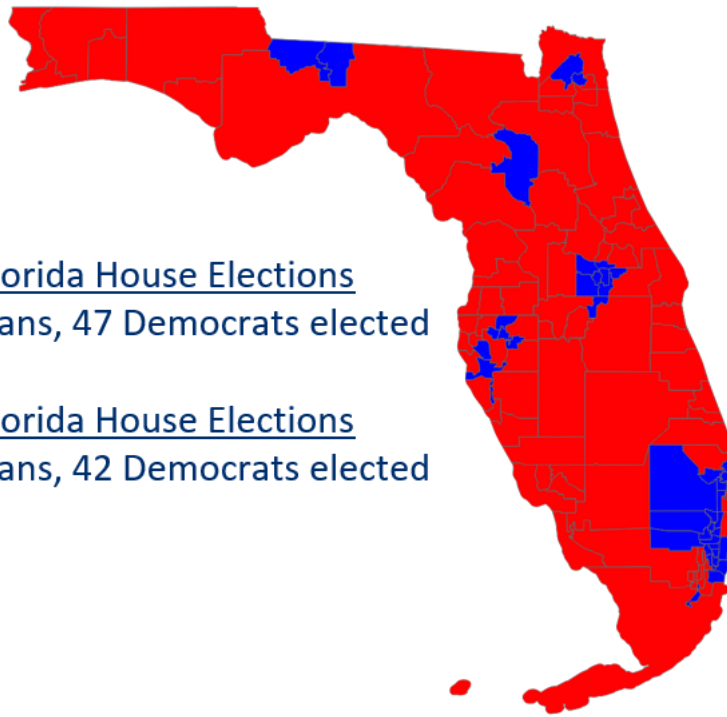 orida House Elections
ans, 47 Democrats elected
orida House Elections
ans, 42 Democrats elected